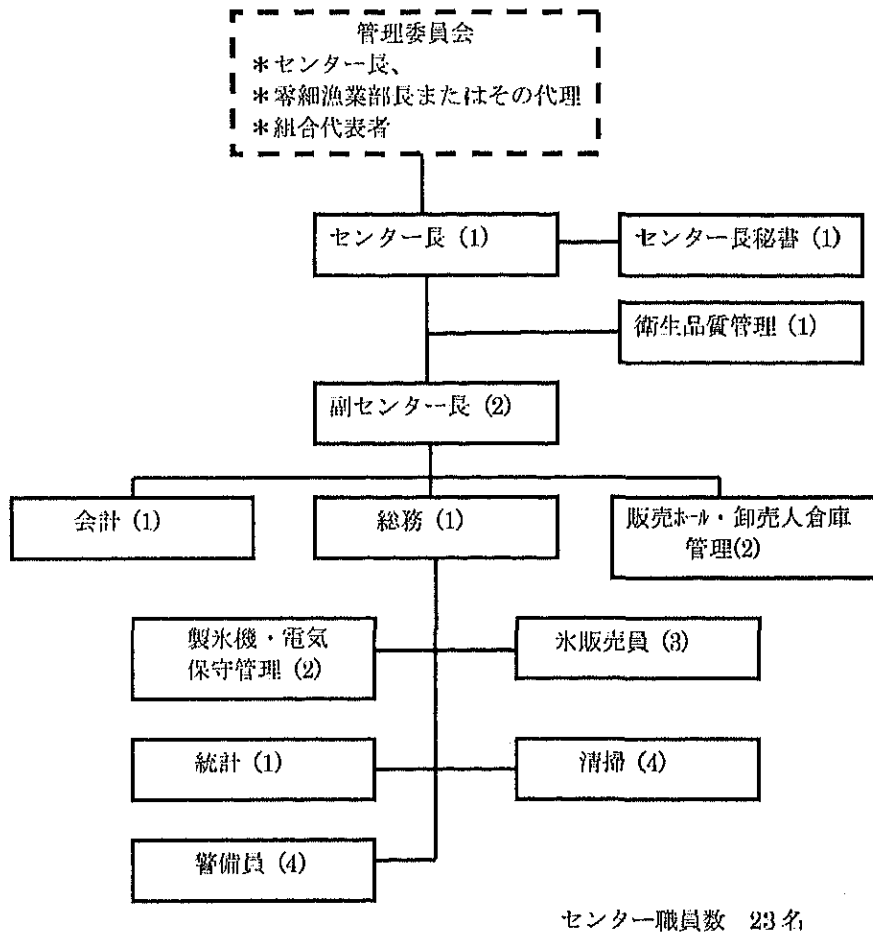 管理委員会
＊センター長、
＊零細漁業部長またはその代理
＊組合代表者
センター長 (1)
センター長秘書 (1)
衛生品質管理 (1)
副センター長 (2)
会計 (1)
総務 (1)
販売ﾎｰﾙ・卸売人倉庫
管理(2)
製氷機・電気
保守管理 (2)
氷販売員 (3)
統計 (1)
清掃 (4)
警備員 (4)
センター職員数　23 名